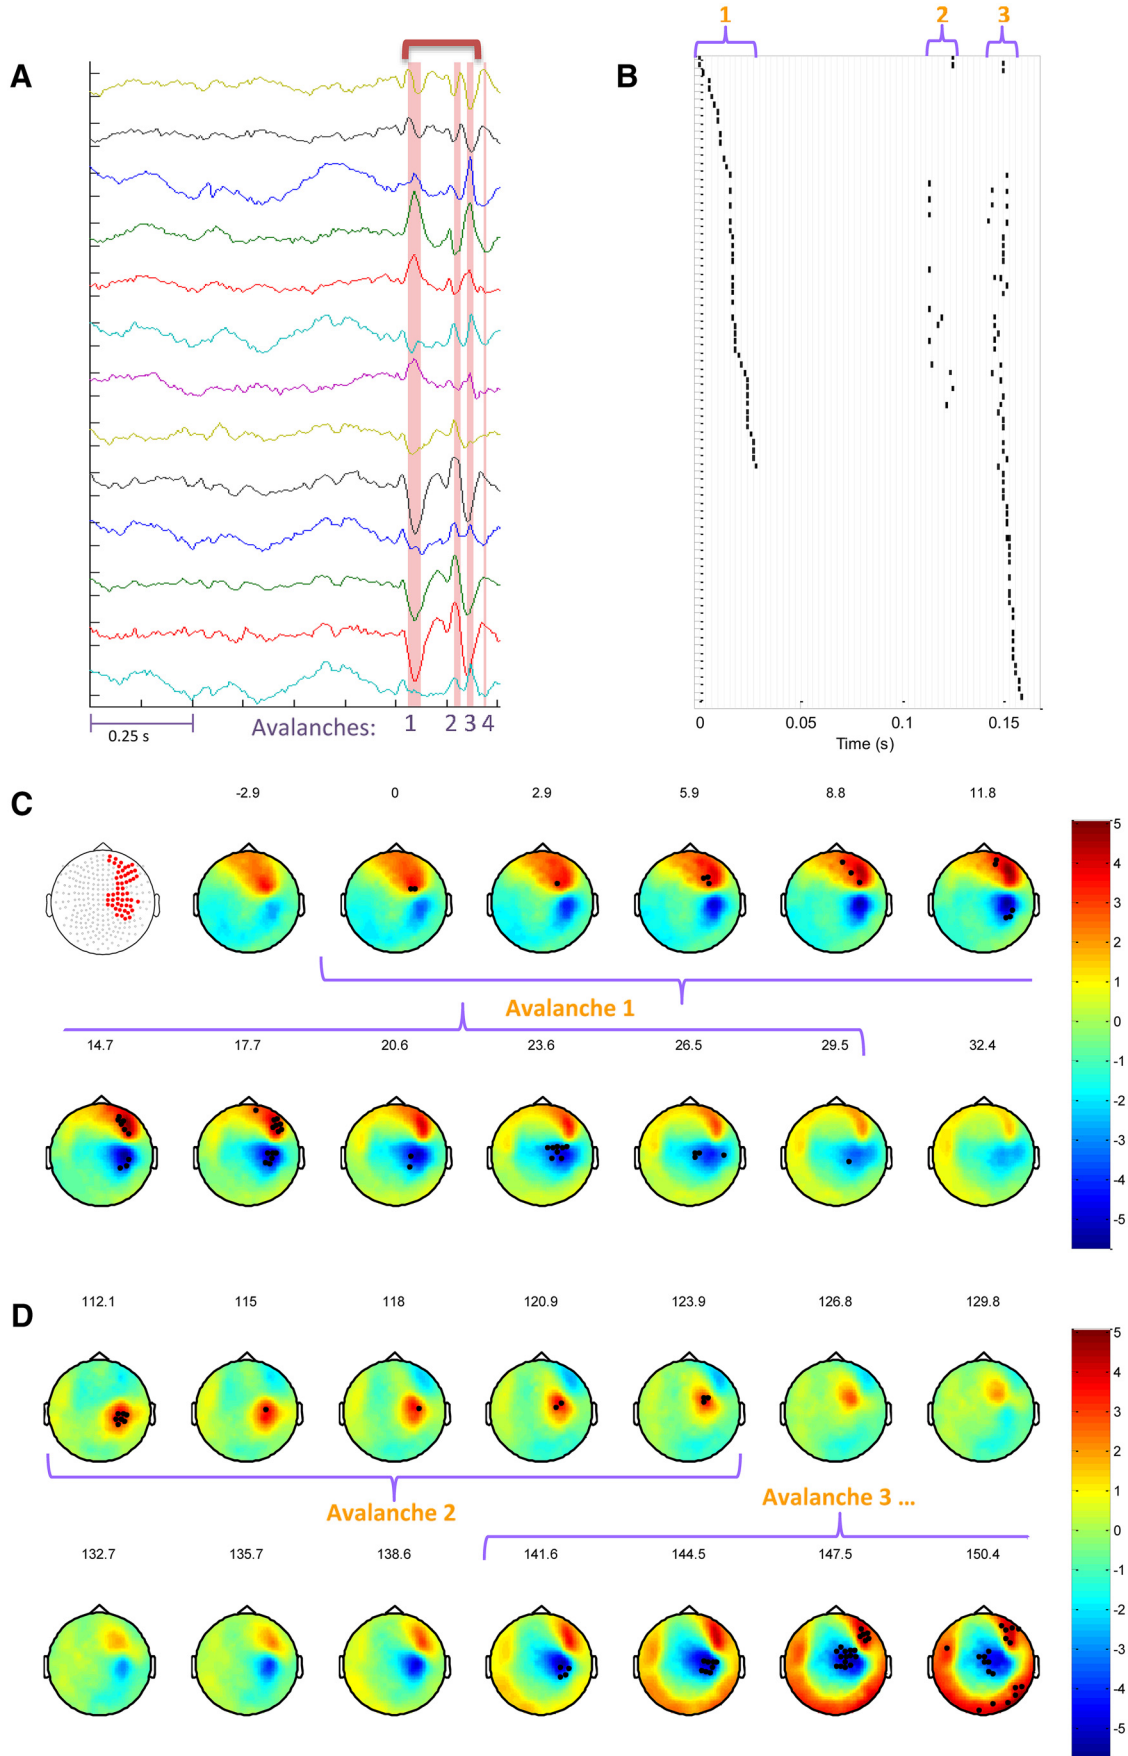 1 2 3
A B
Avalanches: 1 2 3 4
0.25 s
0 0.05 0.1 0.15
Time (s)
C
-2.9 0 2.9 5.9 8.8 11.8
5
4
3
2
1
0
-1
-2
-3
-4
-5
Avalanche 1
14.7 17.7 20.6 23.6 26.5 29.5 32.4
D
112.1 115 118 120.9 123.9 126.8 129.8
5
4
3
2
1
0
-1
-2
-3
-4
-5
Avalanche 2
Avalanche 3 ...
132.7 135.7 138.6 141.6 144.5 147.5 150.4